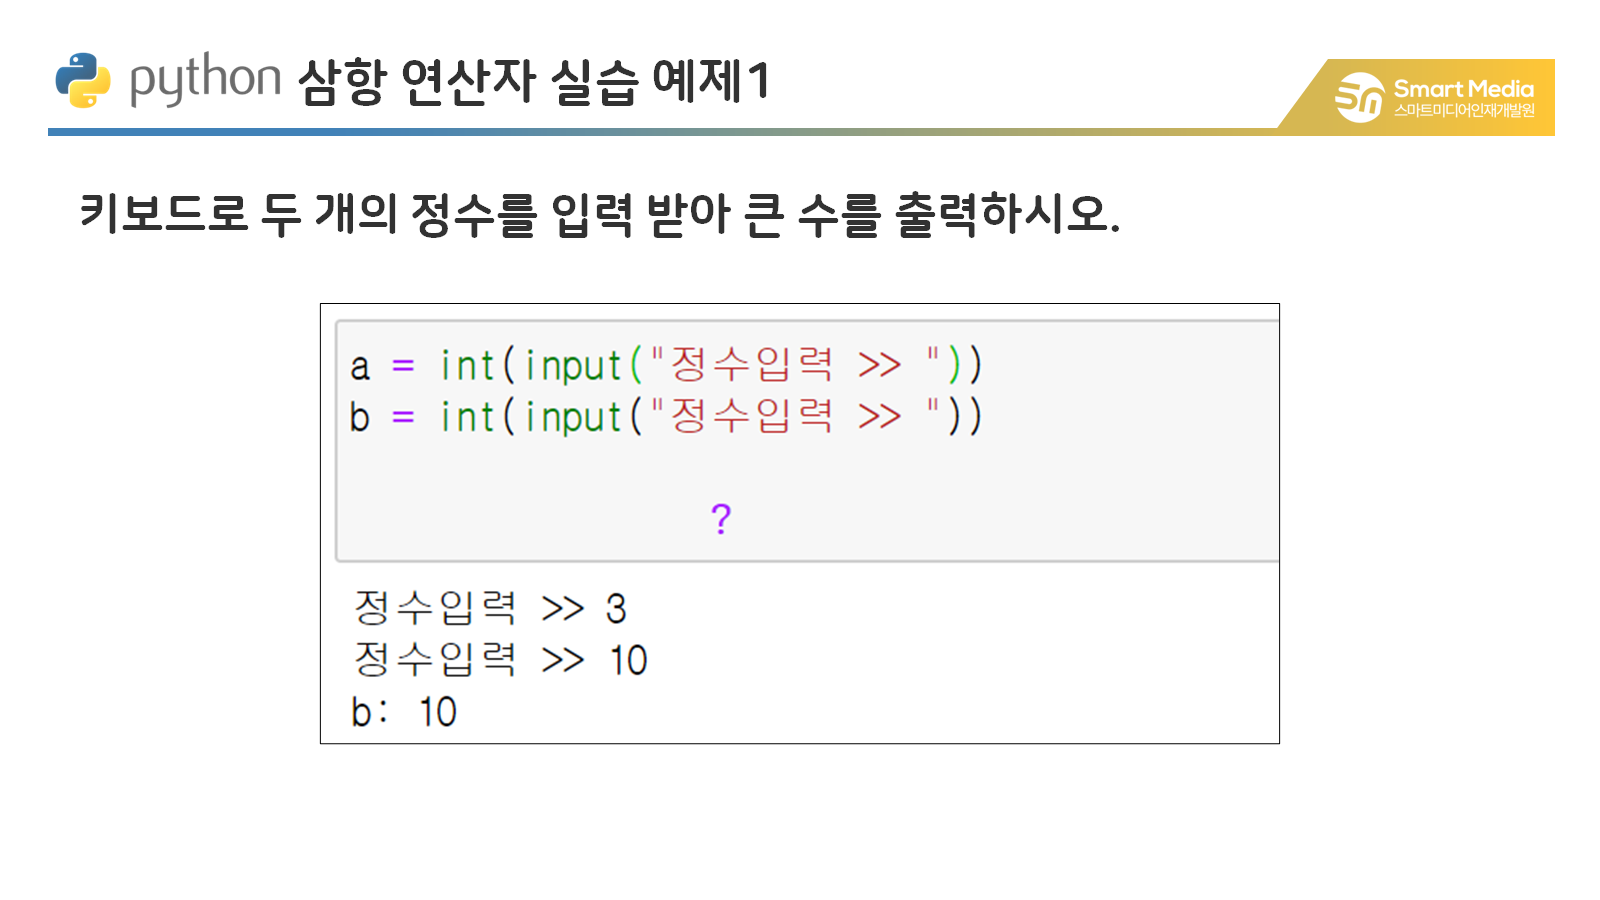 python 삼항 연산자 실습 예제1
Smart Media
스마트미디어인재개발원
키보드로 두 개의 정수를 입력 받아 큰 수를 출력하시오.
a = int(input("정수입력 >> "))
b = int(input("정수입력 >> "))
?
정수입력 >> 3
정수입력 >> 10
b: 10